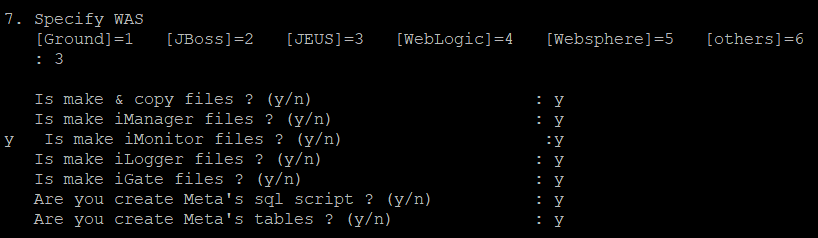 7. Specify WAS
[Ground]=1 [JBoss]=2 [JEUS]=3 [WebLogic]=4 [Websphere]=5 [others]=6
: 3
Is make & copy files ? (y/n) : y
Is make iManager files ? (y/n) : y
y Is make iMonitor files ? (y/n) :y
Is make iLogger files ? (y/n) : y
Is make iGate files ? (y/n) : y
Are you create Meta's sql script ? (y/n) : y
Are you create Meta's tables ? (y/n) : y